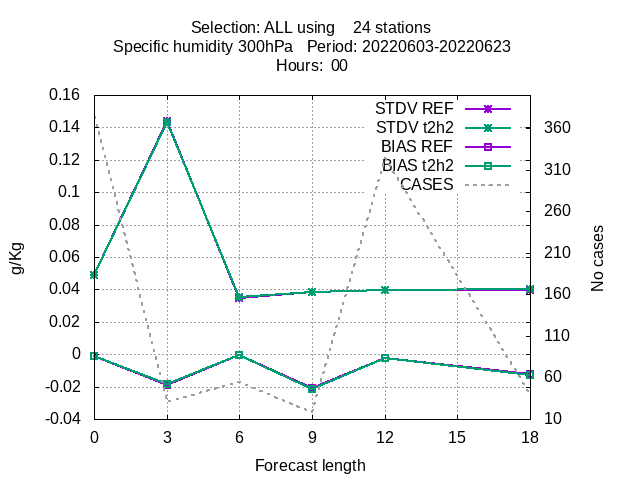 Selection: ALL using    24 stations
Specific humidity 300hPa   Period: 20220603-20220623
Hours:  00
0.16
0.14
0.12
0.1
0.08
0.06
0.04
0.02
0
-0.02
-0.04
g/Kg
STDV REF
STDV t2h2
BIAS REF
BIAS t2h2
CASES
360
310
260
210
160
110
60
10
No cases
0 3 6 9 12 15 18
Forecast length